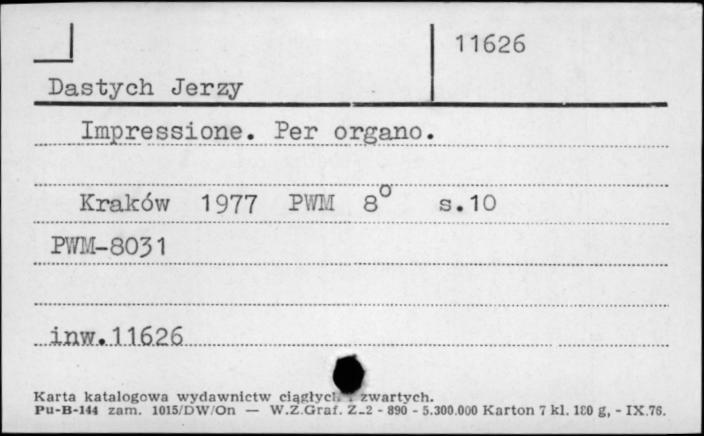 11626
Dastych Jerzy
Impressione. Per organo.
Kraków 1977 PWM 8° s.10
PWM-8031
inw.11626
Karta katalogowa wydawnictw ciągłych i zwartych.
Pu-B-144 zam. 1015/DW/On — W.Z.Graf. Z-2 - 890 - 5.300.000 Karton 7 kl. 180 g, - IX.76.